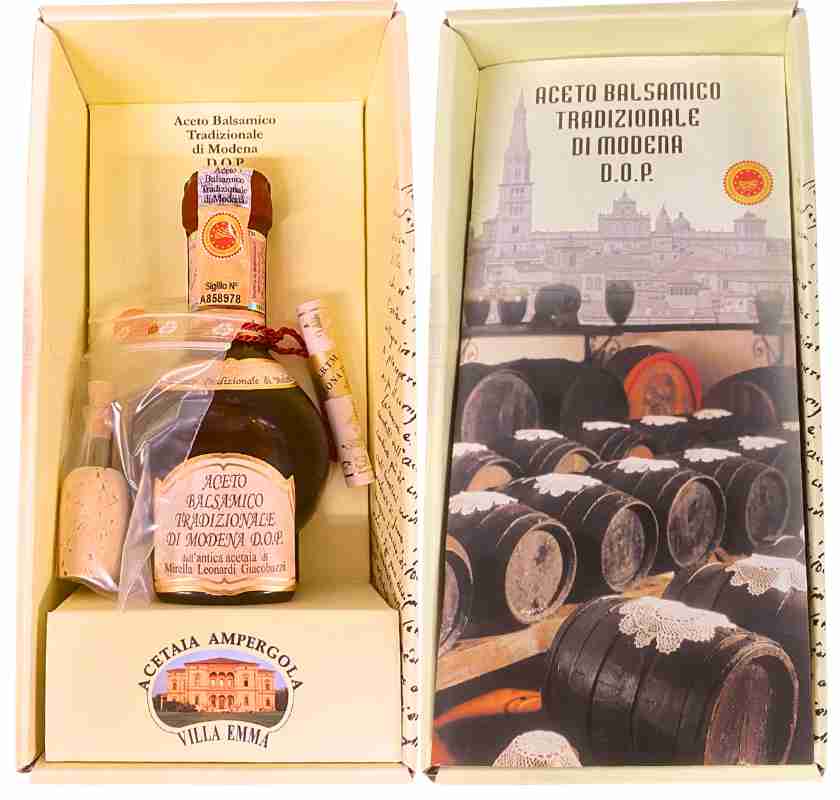 Aceto Balsamico
Tradizionale
di Modena
D.O.P.
Aceto
Balsamico
Tradizionale
di Modena
Sigillo N°
A858978
Tradizionale
ACETO
BALSAMICO
TRADIZIONALE
DI MODENA D.O.P.
dall'antica acetaia di
Mirella Leonardi Giacobazzi
ACETAIA AMPERGOLA
VILLA EMMA
ACETO BALSAMICO
TRADIZIONALE
DI MODENA
D.O.P.